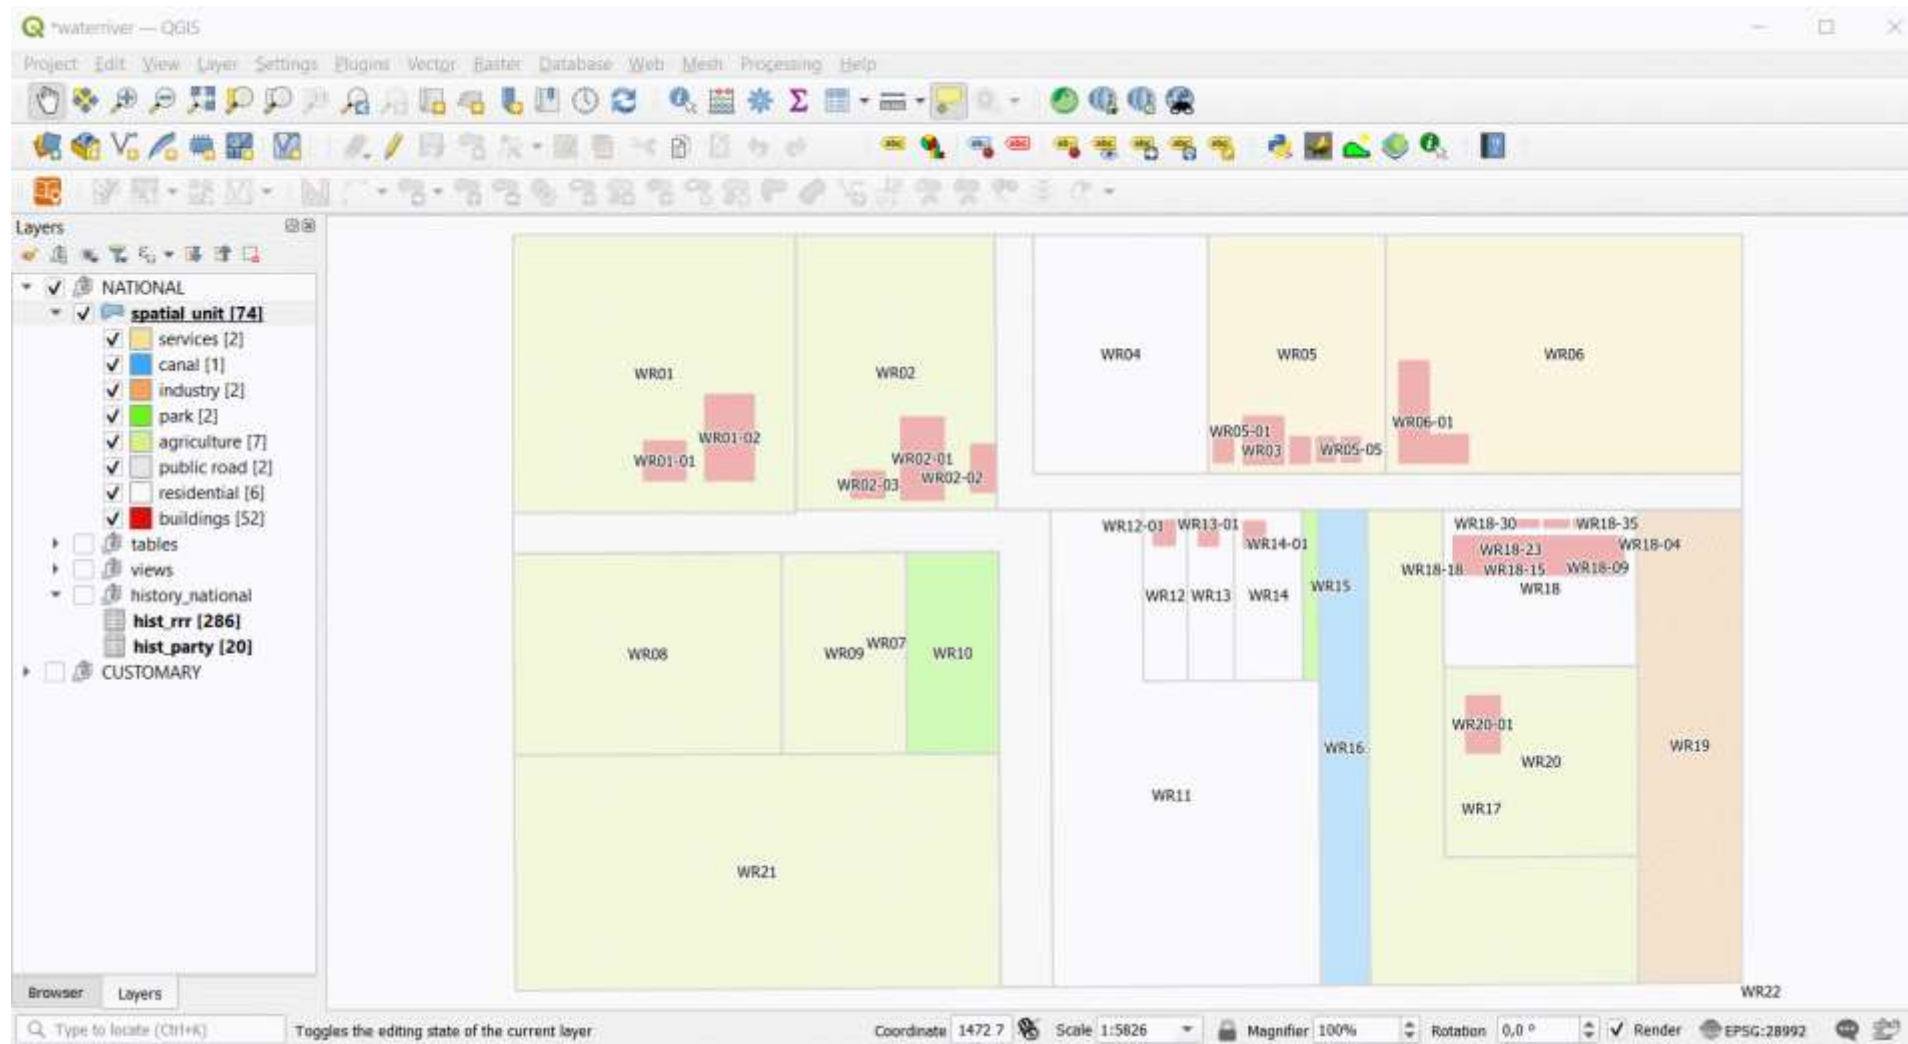 *waterriver — QGIS
Project Edit View Layer Settings Plugins Vector Raster Database Web Mesh Processing Help
Layers
NATIONAL
spatial_unit [74]
services [2]
canal [1]
industry [2]
park [2]
agriculture [7]
public road [2]
residential [6]
buildings [52]
tables
views
history_national
hist_rrr [286]
hist_party [20]
CUSTOMARY
WR04 WR05 WR06
WR01 WR02
WR06-01
WR05-01
WR01-02
WR03 WR05-05
WR01-01 WR02-01
WR02-03 WR02-02
WR12-01 WR13-01 WR18-30 WR18-35
WR14-01 WR18-23 WR18-04
WR18-18 WR18-15 WR18-09
WR12 WR13 WR14 WR15 WR18
WR08 WR09 WR07 WR10
WR20-01
WR16 WR20 WR19
WR11 WR17
WR21
WR22
Browser Layers
Type to locate (Ctrl+K) Toggles the editing state of the current layer Coordinate 1472 7 Scale 1:5826 Magnifier 100% Rotation 0,0 ° Render EPSG:28992